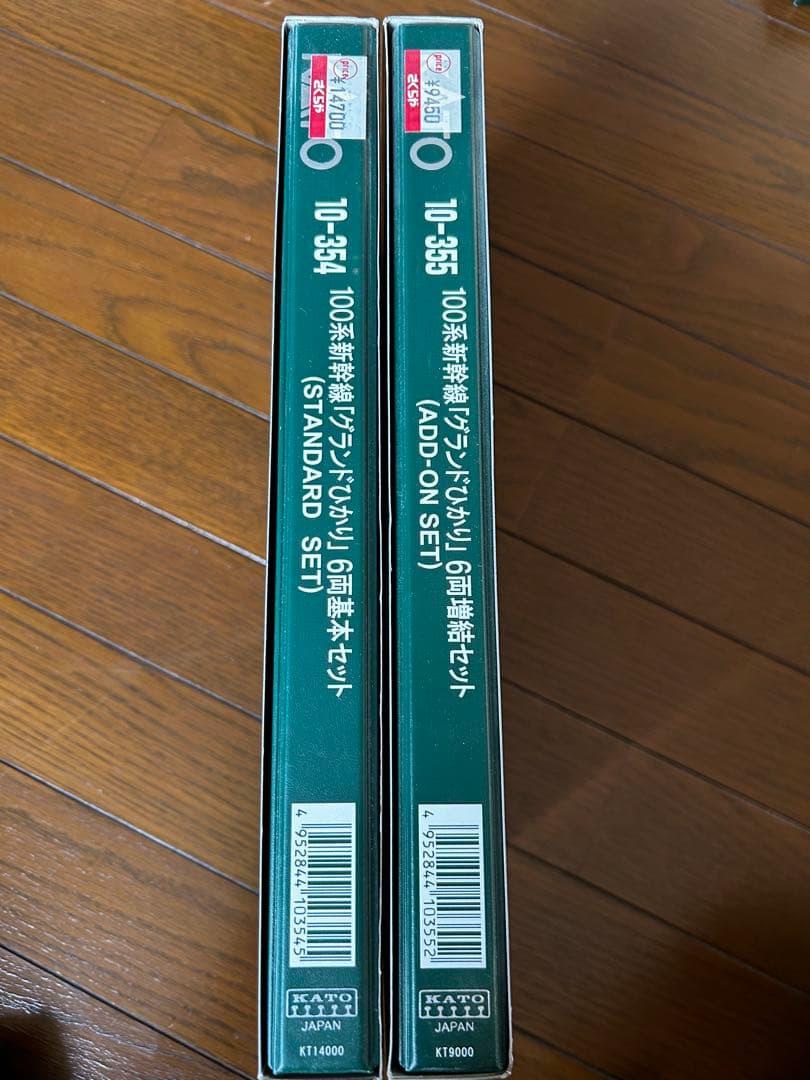 price
¥14700
さくらや
10-354
100系新幹線「グランドひかり」6両基本セット
(STANDARD SET)
4 952844 103545
KATO
JAPAN
KT14000
price
¥9450
さくらや
10-355
100系新幹線「グランドひかり」6両増結セット
(ADD-ON SET)
4 952844 103552
KATO
JAPAN
KT9000